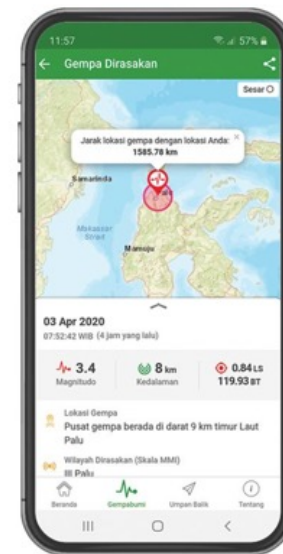 11:57
57%
Gempa Dirasakan
Sesar
Jarak lokasi gempa dengan lokasi Anda:
1585.78 km
Samarinda
Makassar
Strait
Mamuju
03 Apr 2020
07:52:42 WIB (4 jam yang lalu)
3.4
8 km
0.84 LS
Magnitudo
Kedalaman
119.93 BT
Lokasi Gempa
Pusat gempa berada di darat 9 km timur Laut
Palu
Wilayah Dirasakan (Skala MMI)
III Palu
Beranda
Gempabumi
Umpan Balik
Tentang